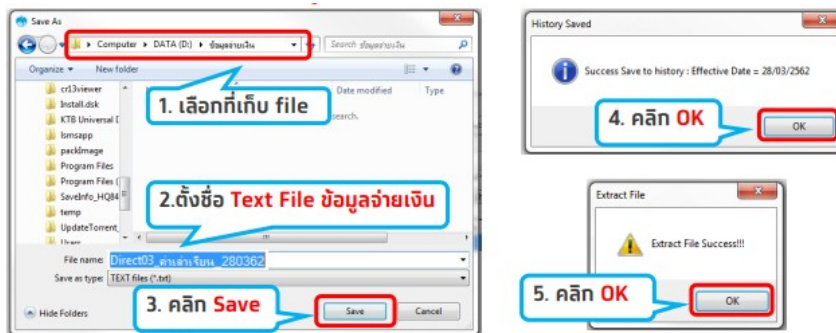 Save As
Computer ▸ DATA (D:) ▸ ข้อมูลจ่ายเงิน
Search ข้อมูลจ่ายเงิน
Organize New folder
Date modified Type
cr13viewer
Install.dsk
KTB Universal
lsmsapp
packImage
Program Files
Program Files (
SaveInfo_HQ84
temp
UpdateTorrent_
Users
search.
1. เลือกที่เก็บ file
2.ตั้งชื่อ Text File ข้อมูลจ่ายเงิน
File name: Direct03_ค่าเล่าเรียน_280362
Save as type: TEXT files (*.txt)
Hide Folders
3. คลิก Save
Save
Cancel
History Saved
Success Save to history : Effective Date = 28/03/2562
4. คลิก OK
OK
Extract File
Extract File Success!!!
5. คลิก OK
OK